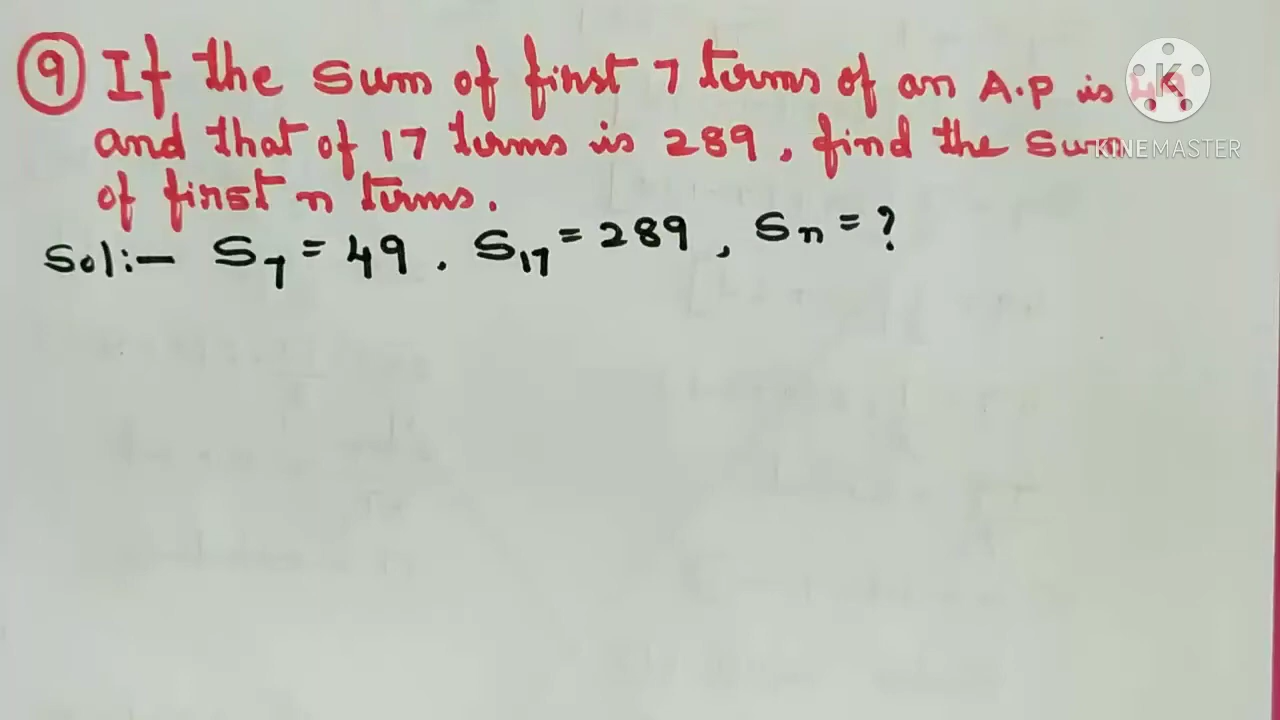 9 If the sum of first 7 terms of an A.P is 49
and that of 17 terms is 289, find the sum
of first n terms.
Sol:- S7 = 49. S17 = 289, Sn = ?
K
KINEMASTER